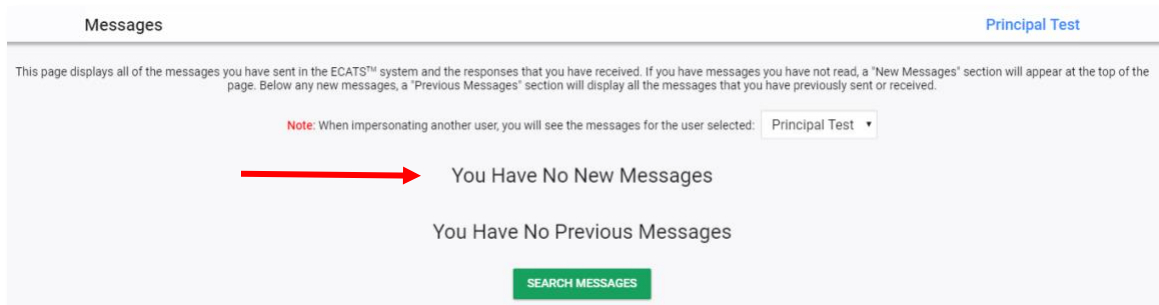 Messages
Principal Test
This page displays all of the messages you have sent in the ECATS™ system and the responses that you have received. If you have messages you have not read, a "New Messages" section will appear at the top of the
page. Below any new messages, a "Previous Messages" section will display all the messages that you have previously sent or received.
Note: When impersonating another user, you will see the messages for the user selected: Principal Test
You Have No New Messages
You Have No Previous Messages
SEARCH MESSAGES